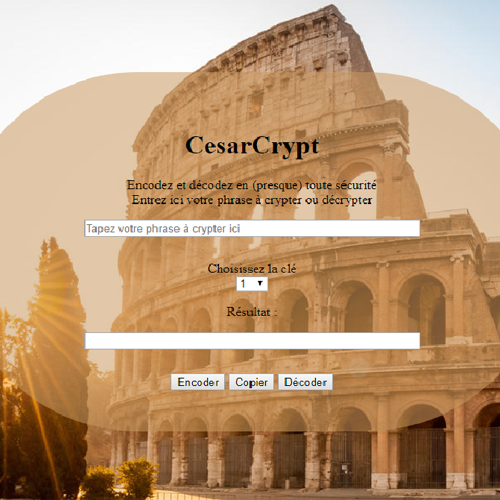 CesarCrypt
Encodez et décodez en (presque) toute sécurité
Entrez ici votre phrase à crypter ou décrypter
Tapez votre phrase à crypter ici
Choisissez la clé
1
Résultat :
Encoder Copier Décoder